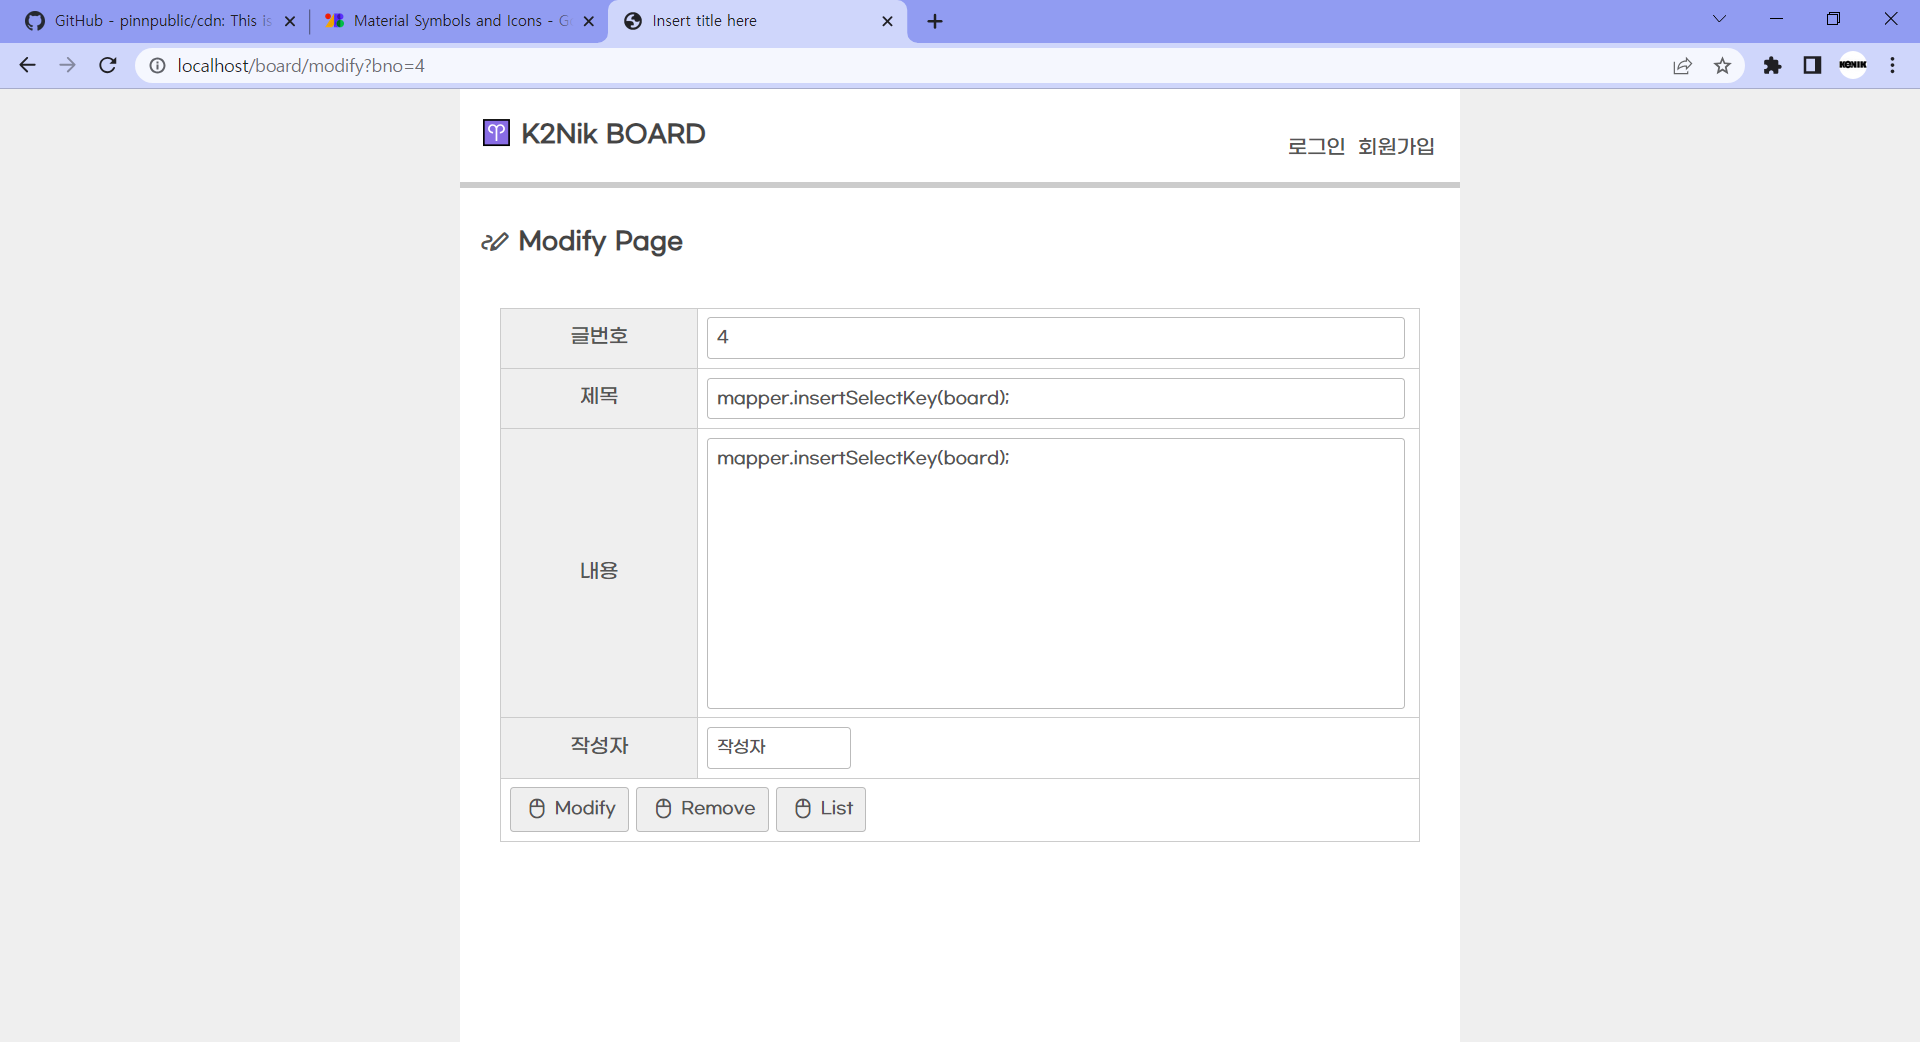 GitHub - pinnpublic/cdn: This is
Material Symbols and Icons - Go
Insert title here
localhost/board/modify?bno=4
KENIK
K2Nik BOARD
로그인 회원가입
Modify Page
글번호 4
제목 mapper.insertSelectKey(board);
내용 mapper.insertSelectKey(board);
작성자 작성자
Modify Remove List